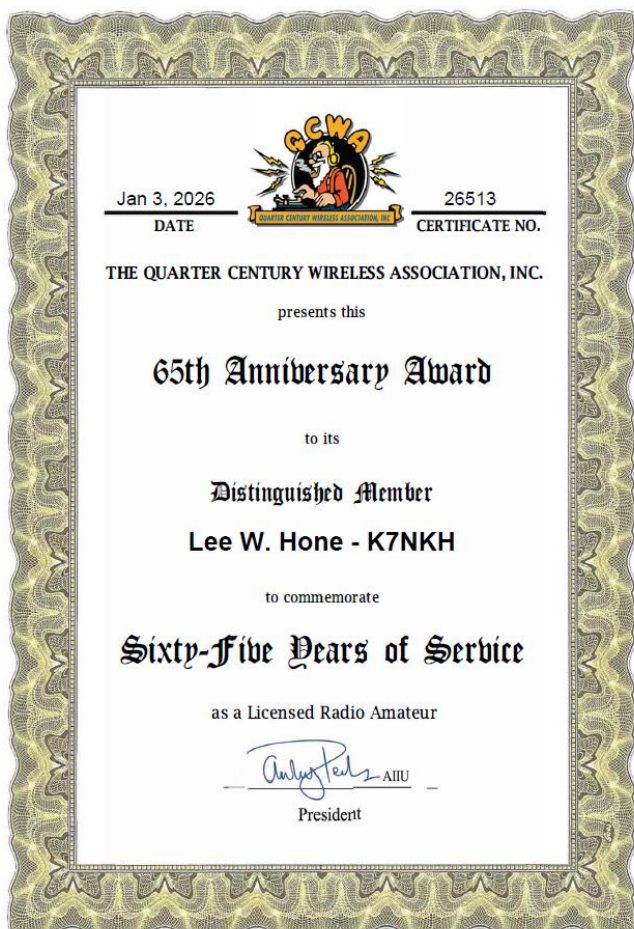 QCWA
QUARTER CENTURY WIRELESS ASSOCIATION, INC
Jan 3, 2026
DATE
26513
CERTIFICATE NO.
THE QUARTER CENTURY WIRELESS ASSOCIATION, INC.
presents this
65th Anniversary Award
to its
Distinguished Member
Lee W. Hone - K7NKH
to commemorate
Sixty-Five Years of Service
as a Licensed Radio Amateur
AI1U
President